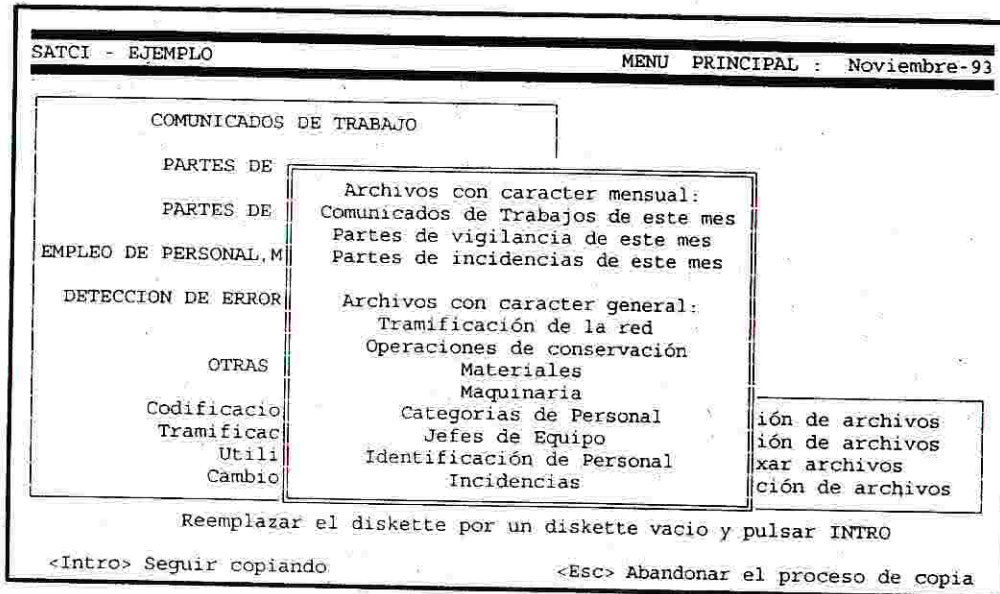 SATCI - EJEMPLO
MENU PRINCIPAL : Noviembre-93
COMUNICADOS DE TRABAJO
PARTES DE
PARTES DE
EMPLEO DE PERSONAL,M
DETECCION DE ERROR
OTRAS
Codificacio
Tramificac
Utili
Cambio
Archivos con caracter mensual:
Comunicados de Trabajos de este mes
Partes de vigilancia de este mes
Partes de incidencias de este mes
Archivos con caracter general:
Tramificación de la red
Operaciones de conservación
Materiales
Maquinaria
Categorias de Personal
Jefes de Equipo
Identificación de Personal
Incidencias
ión de archivos
ión de archivos
xar archivos
ción de archivos
Reemplazar el diskette por un diskette vacio y pulsar INTRO
<Intro> Seguir copiando
<Esc> Abandonar el proceso de copia